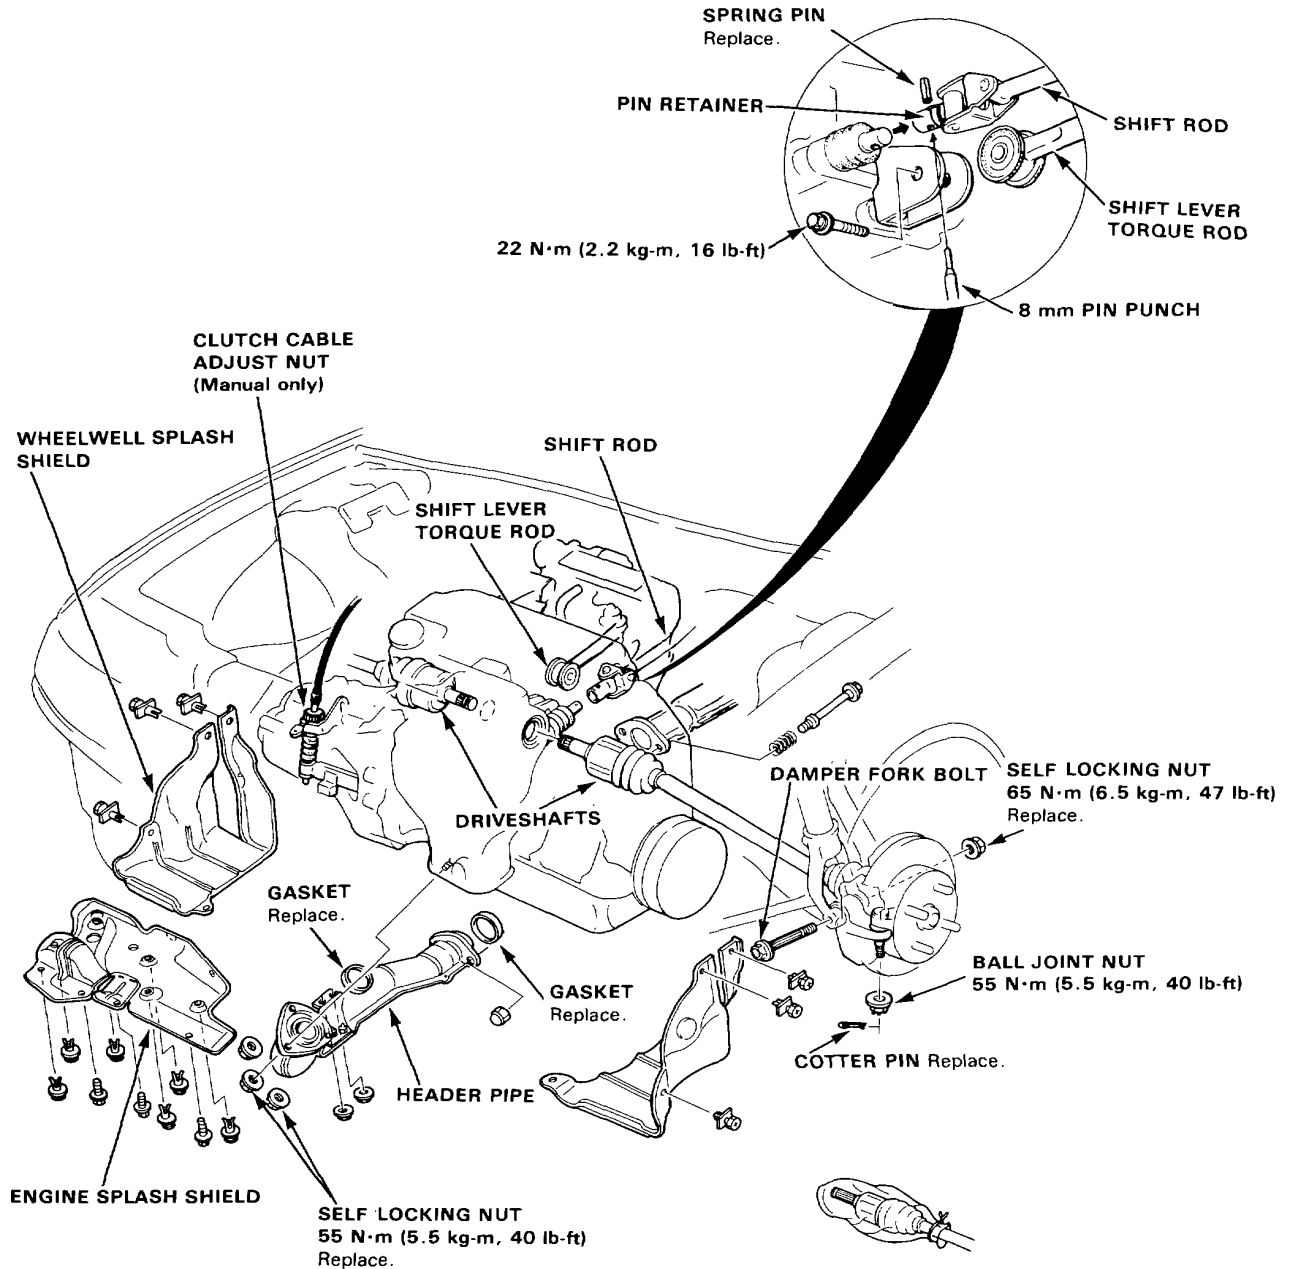 SPRING PIN
Replace.
PIN RETAINER
SHIFT ROD
SHIFT LEVER
TORQUE ROD
22 N·m (2.2 kg-m, 16 lb-ft)
8 mm PIN PUNCH
CLUTCH CABLE
ADJUST NUT
(Manual only)
WHEELWELL SPLASH
SHIELD
SHIFT ROD
SHIFT LEVER
TORQUE ROD
DRIVESHAFTS
DAMPER FORK BOLT
SELF LOCKING NUT
65 N·m (6.5 kg-m, 47 lb-ft)
Replace.
GASKET
Replace.
GASKET
Replace.
BALL JOINT NUT
55 N·m (5.5 kg-m, 40 lb-ft)
COTTER PIN Replace.
HEADER PIPE
ENGINE SPLASH SHIELD
SELF LOCKING NUT
55 N·m (5.5 kg-m, 40 lb-ft)
Replace.